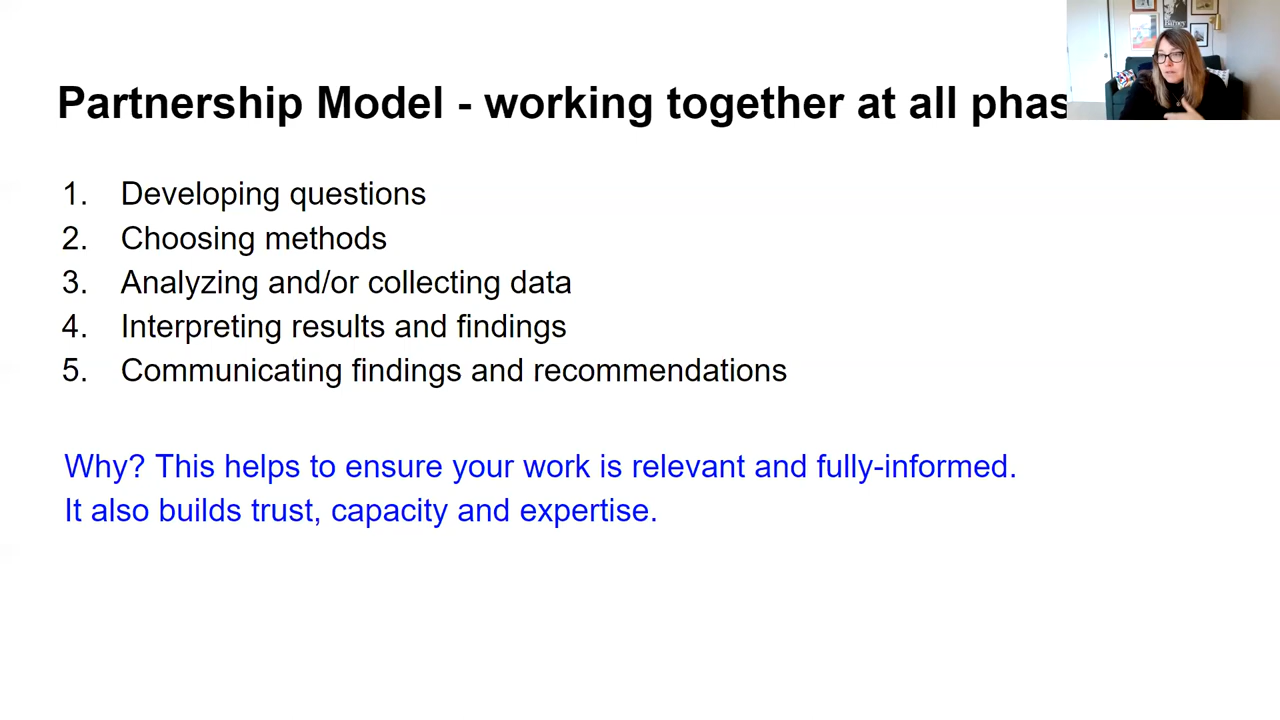 Partnership Model - working together at all phas
1. Developing questions
2. Choosing methods
3. Analyzing and/or collecting data
4. Interpreting results and findings
5. Communicating findings and recommendations
Why? This helps to ensure your work is relevant and fully-informed.
It also builds trust, capacity and expertise.